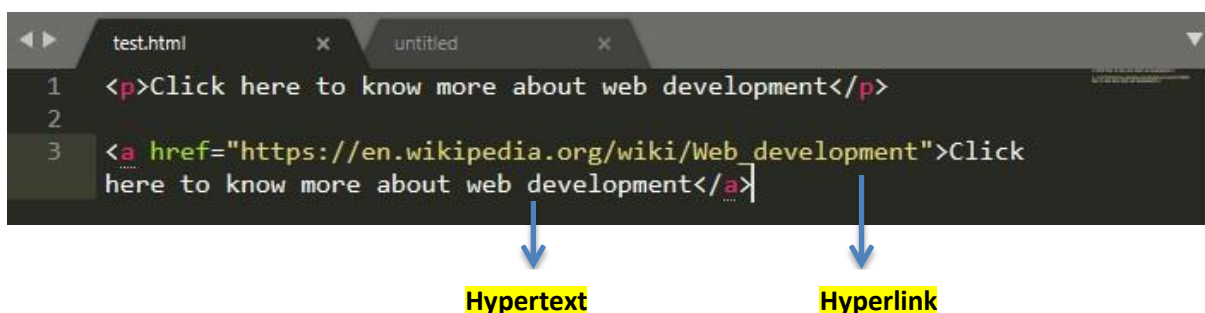 test.html × untitled ×
1 <p>Click here to know more about web development</p>
2
3 <a href="https://en.wikipedia.org/wiki/Web_development">Click
here to know more about web development</a>
Hypertext Hyperlink